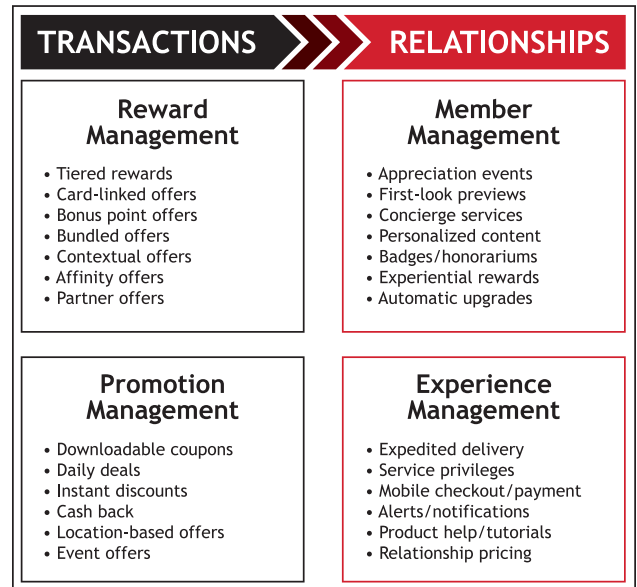 TRANSACTIONS
RELATIONSHIPS
Reward
Management
• Tiered rewards
• Card-linked offers
• Bonus point offers
• Bundled offers
• Contextual offers
• Affinity offers
• Partner offers
Member
Management
• Appreciation events
• First-look previews
• Concierge services
• Personalized content
• Badges/honorariums
• Experiential rewards
• Automatic upgrades
Promotion
Management
• Downloadable coupons
• Daily deals
• Instant discounts
• Cash back
• Location-based offers
• Event offers
Experience
Management
• Expedited delivery
• Service privileges
• Mobile checkout/payment
• Alerts/notifications
• Product help/tutorials
• Relationship pricing